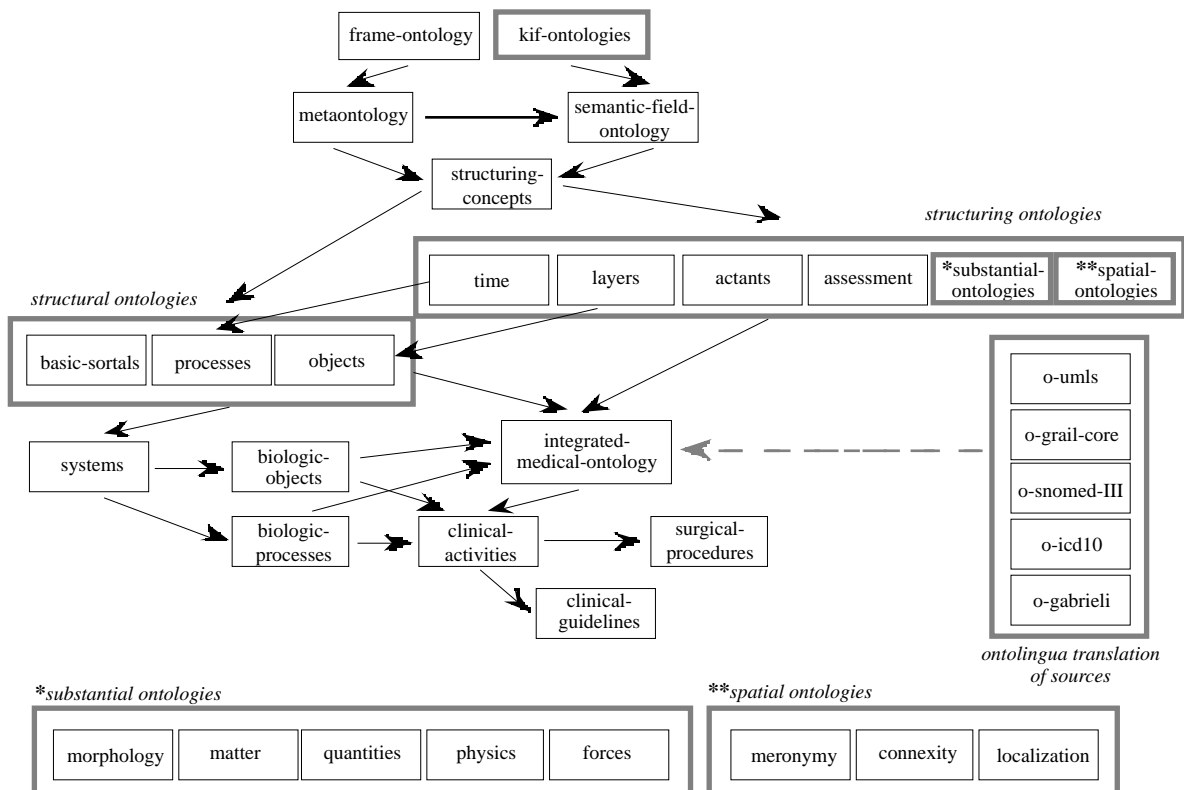 frame-ontology
kif-ontologies
metaontology
semantic-field-
ontology
structuring-
concepts
structuring ontologies
time
layers
actants
assessment
*substantial-
ontologies
**spatial-
ontologies
structural ontologies
basic-sortals
processes
objects
o-umls
o-grail-core
o-snomed-III
o-icd10
o-gabrieli
ontolingua translation
of sources
systems
biologic-
objects
integrated-
medical-ontology
biologic-
processes
clinical-
activities
surgical-
procedures
clinical-
guidelines
*substantial ontologies
morphology
matter
quantities
physics
forces
**spatial ontologies
meronymy
connexity
localization